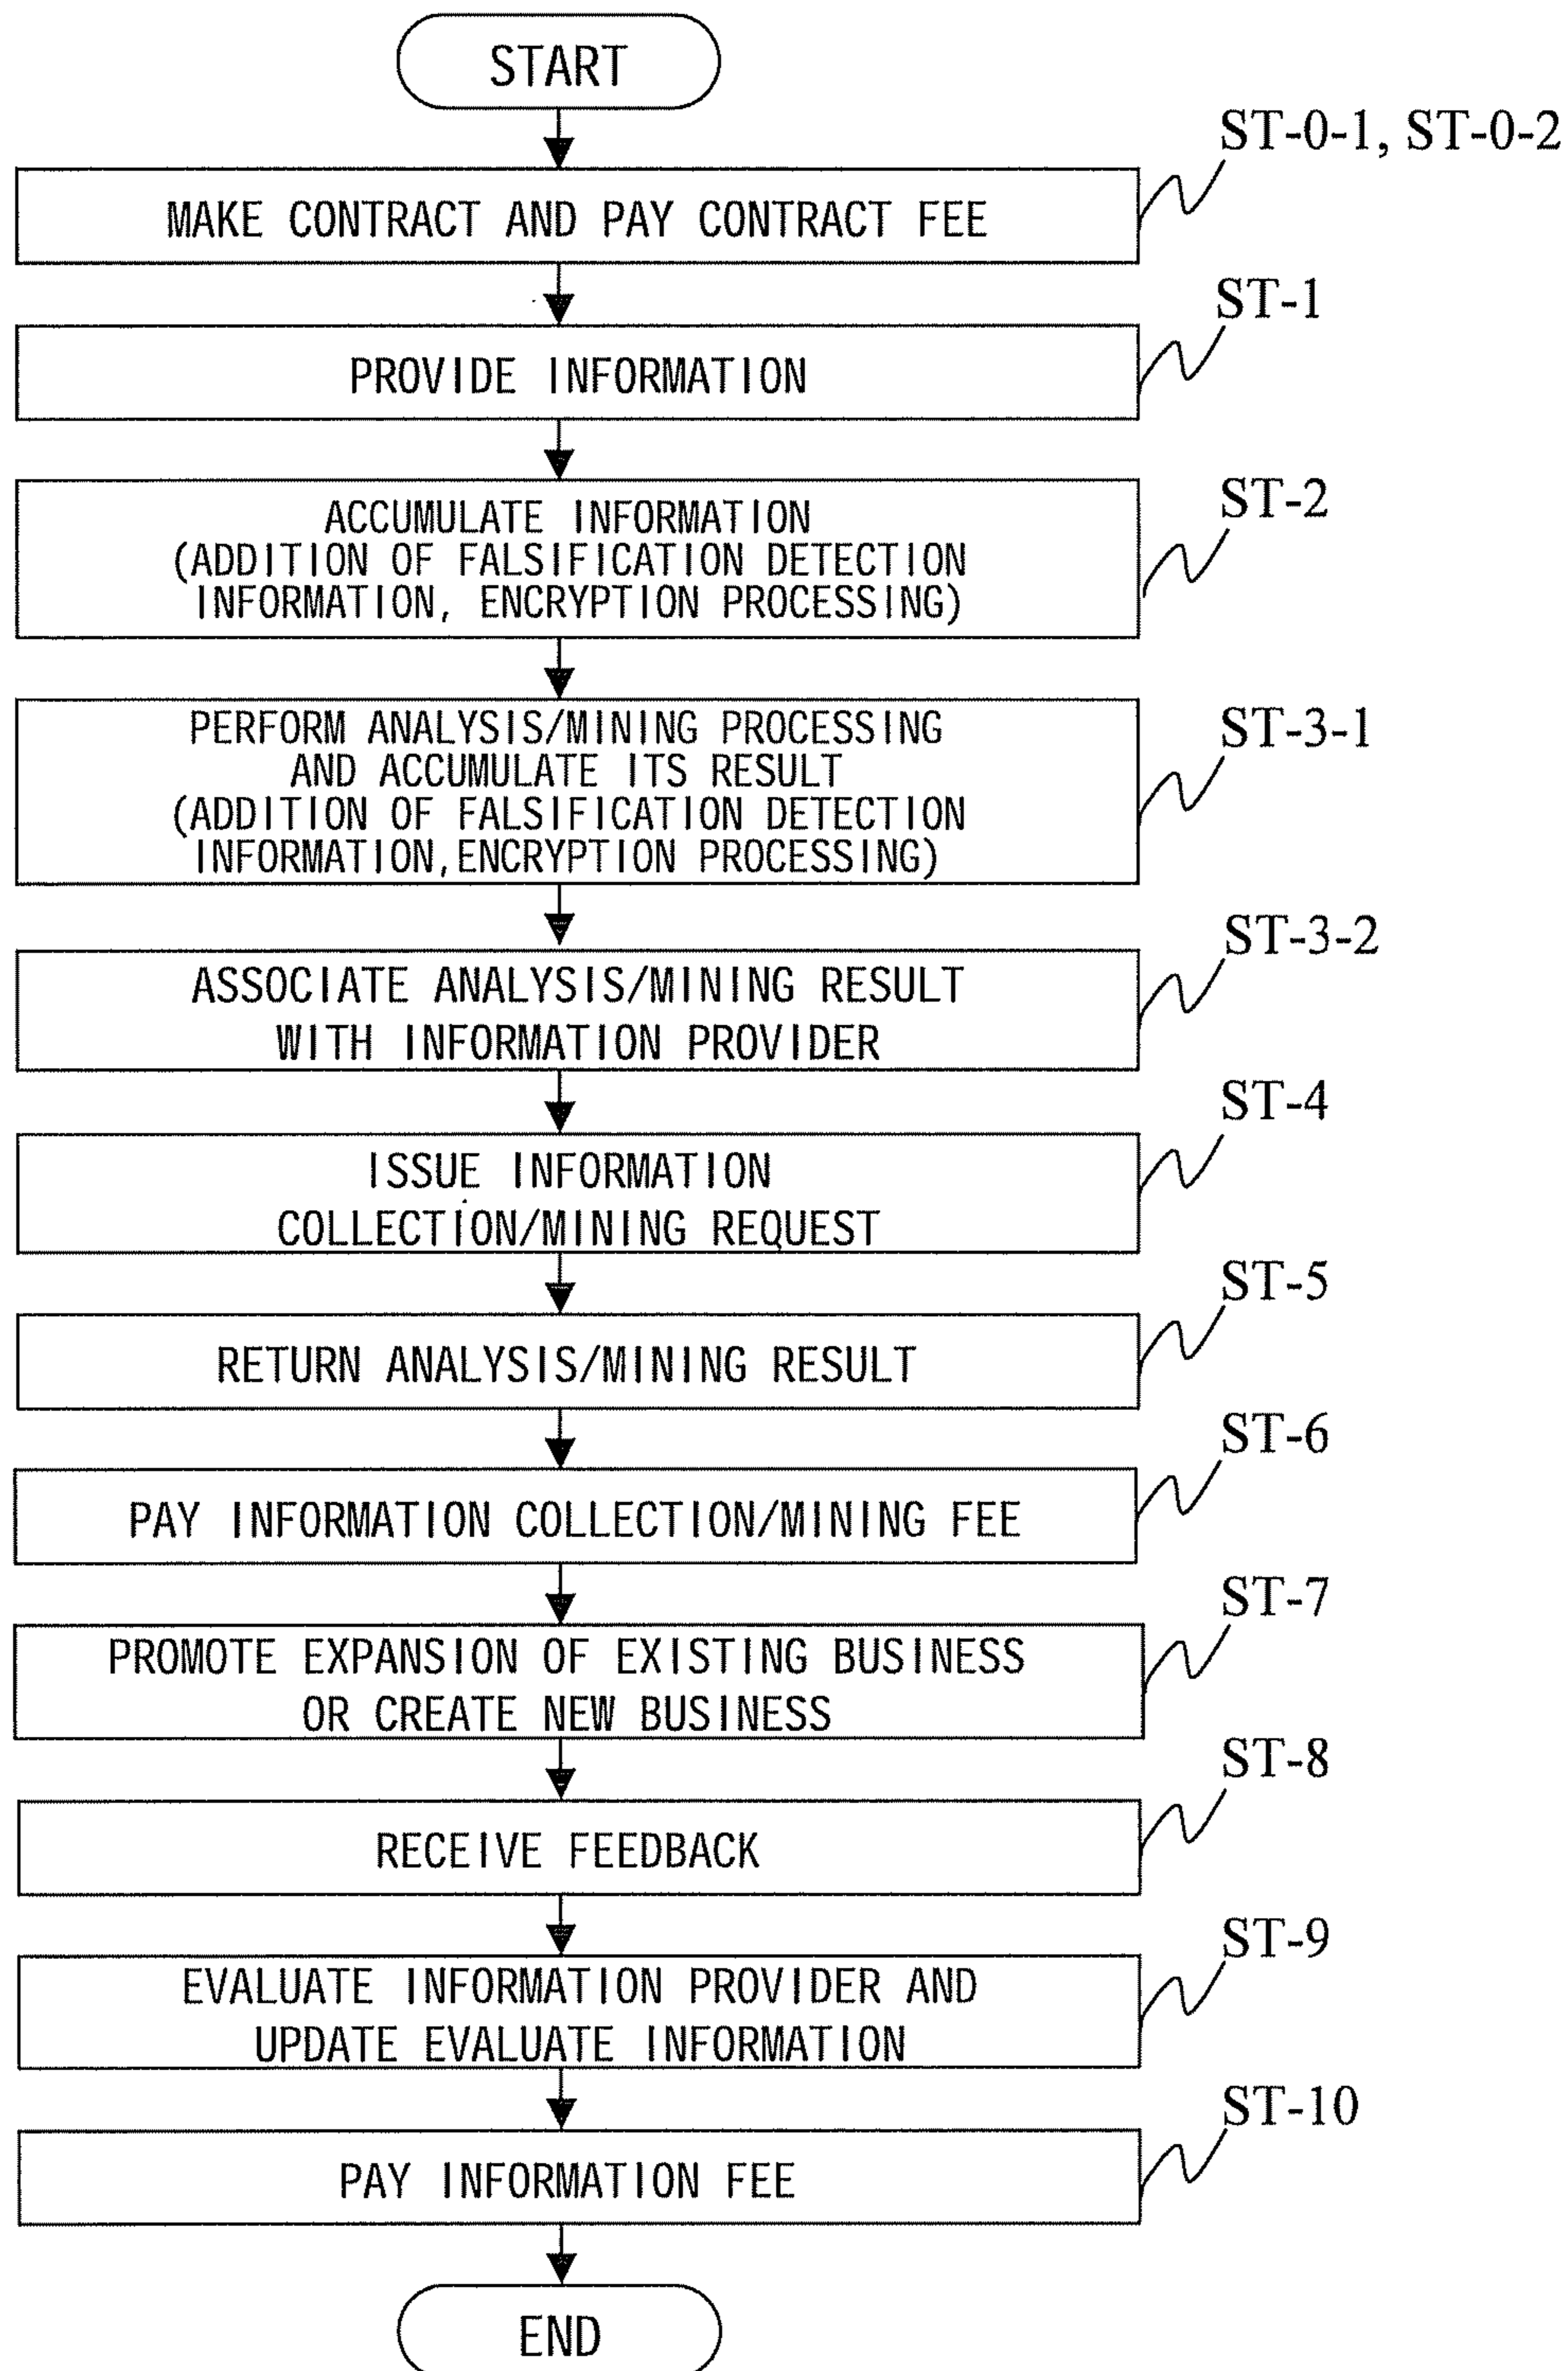 START
ST-0-1, ST-0-2
MAKE CONTRACT AND PAY CONTRACT FEE
ST-1
PROVIDE INFORMATION
ST-2
ACCUMULATE INFORMATION
(ADDITION OF FALSIFICATION DETECTION
INFORMATION, ENCRYPTION PROCESSING)
ST-3-1
PERFORM ANALYSIS/MINING PROCESSING
AND ACCUMULATE ITS RESULT
(ADDITION OF FALSIFICATION DETECTION
INFORMATION,ENCRYPTION PROCESSING)
ST-3-2
ASSOCIATE ANALYSIS/MINING RESULT
WITH INFORMATION PROVIDER
ST-4
ISSUE INFORMATION
COLLECTION/MINING REQUEST
ST-5
RETURN ANALYSIS/MINING RESULT
ST-6
PAY INFORMATION COLLECTION/MINING FEE
ST-7
PROMOTE EXPANSION OF EXISTING BUSINESS
OR CREATE NEW BUSINESS
ST-8
RECEIVE FEEDBACK
ST-9
EVALUATE INFORMATION PROVIDER AND
UPDATE EVALUATE INFORMATION
ST-10
PAY INFORMATION FEE
END